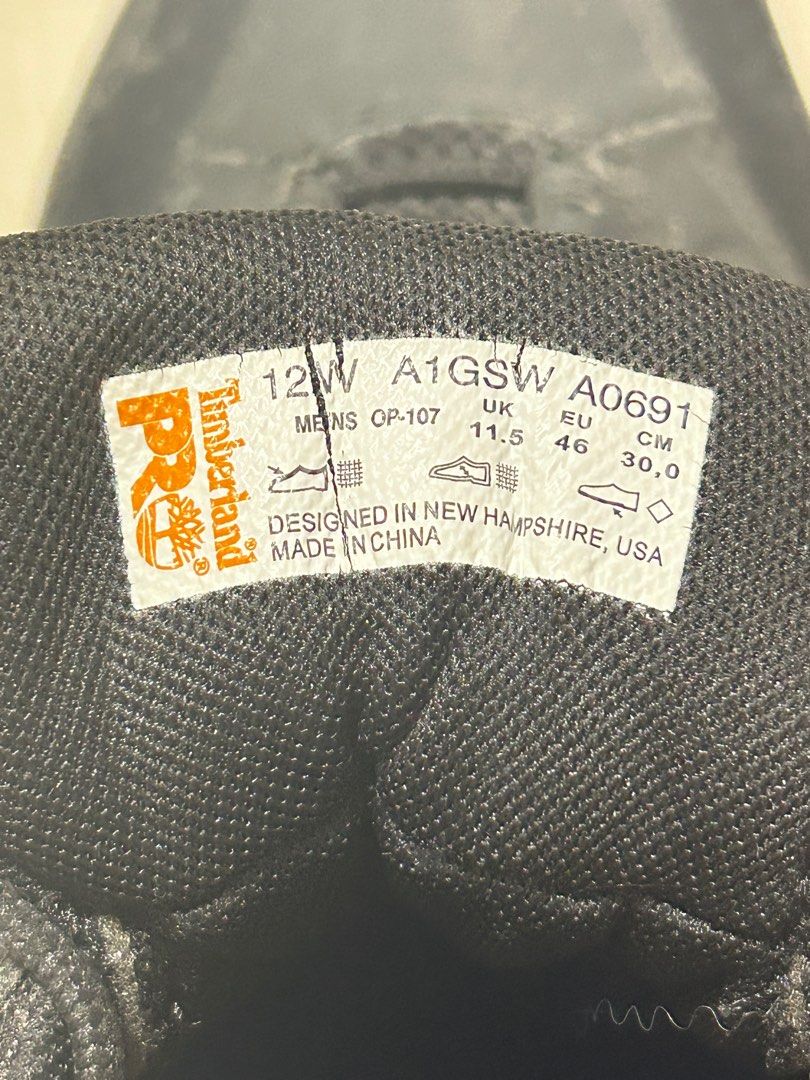 Timberland®
PRO®
12W A1GSW A0691
MENS OP-107 UK EU CM
11.5 46 30,0
DESIGNED IN NEW HAMPSHIRE, USA
MADE IN CHINA